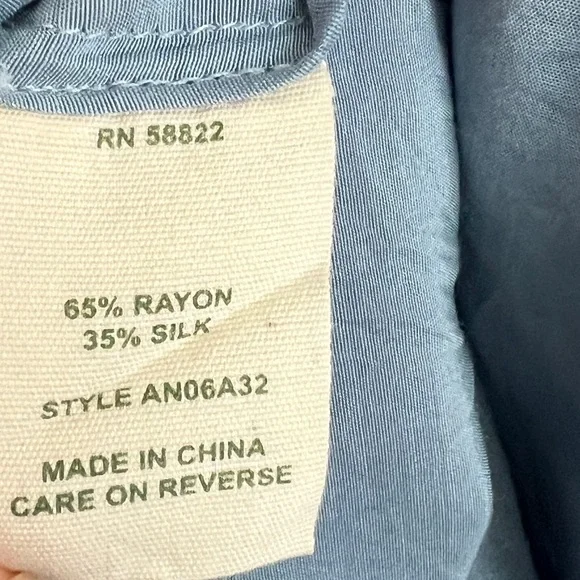 RN 58822
65% RAYON
35% SILK
STYLE AN06A32
MADE IN CHINA
CARE ON REVERSE